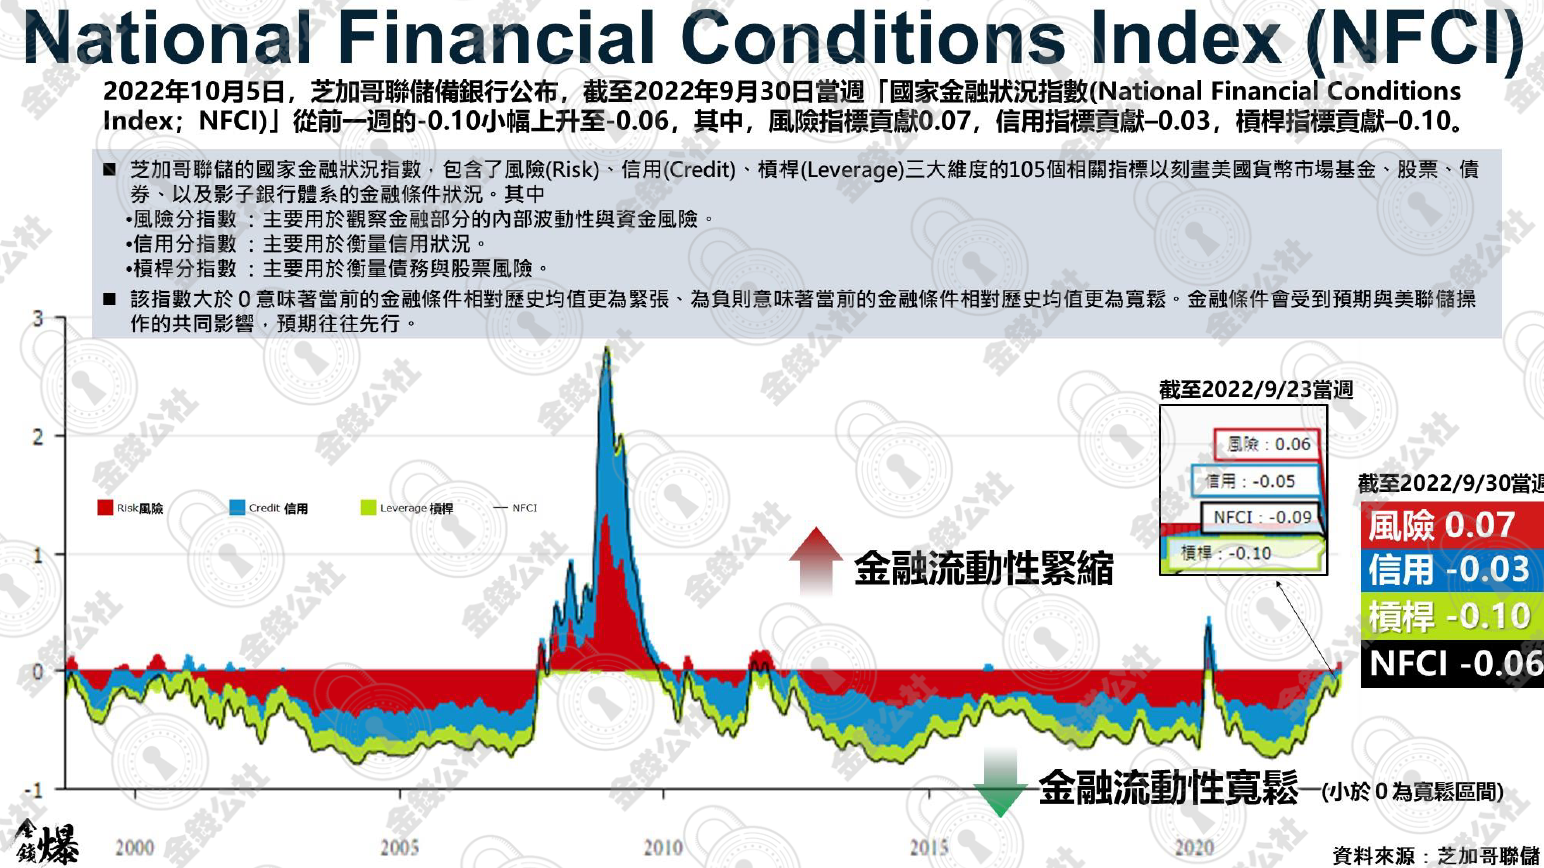 National Financial Conditions Index (NFCI)
2022年10月5日，芝加哥聯儲備銀行公布，截至2022年9月30日當週「國家金融狀況指數(National Financial Conditions
Index；NFCI)」從前一週的-0.10小幅上升至-0.06，其中，風險指標貢獻0.07，信用指標貢獻–0.03，槓桿指標貢獻–0.10。
■ 芝加哥聯儲的國家金融狀況指數，包含了風險(Risk)、信用(Credit)、槓桿(Leverage)三大維度的105個相關指標以刻畫美國貨幣市場基金、股票、債
券、以及影子銀行體系的金融條件狀況。其中
•風險分指數 ：主要用於觀察金融部分的內部波動性與資金風險。
•信用分指數 ：主要用於衡量信用狀況。
•槓桿分指數 ：主要用於衡量債務與股票風險。
■ 該指數大於 0 意味著當前的金融條件相對歷史均值更為緊張、為負則意味著當前的金融條件相對歷史均值更為寬鬆。金融條件會受到預期與美聯儲操
作的共同影響，預期往往先行。
3
2
1
0
-1
截至2022/9/23當週
風險：0.06
信用：-0.05
NFCI：-0.09
槓桿：-0.10
截至2022/9/30當週
風險 0.07
信用 -0.03
槓桿 -0.10
NFCI -0.06
Risk風險 Credit 信用 Leverage 槓桿 NFCI
金融流動性緊縮
金融流動性寬鬆 (小於０為寬鬆區間)
2000 2005 2010 2015 2020
金錢爆
資料來源：芝加哥聯儲
金錢公社